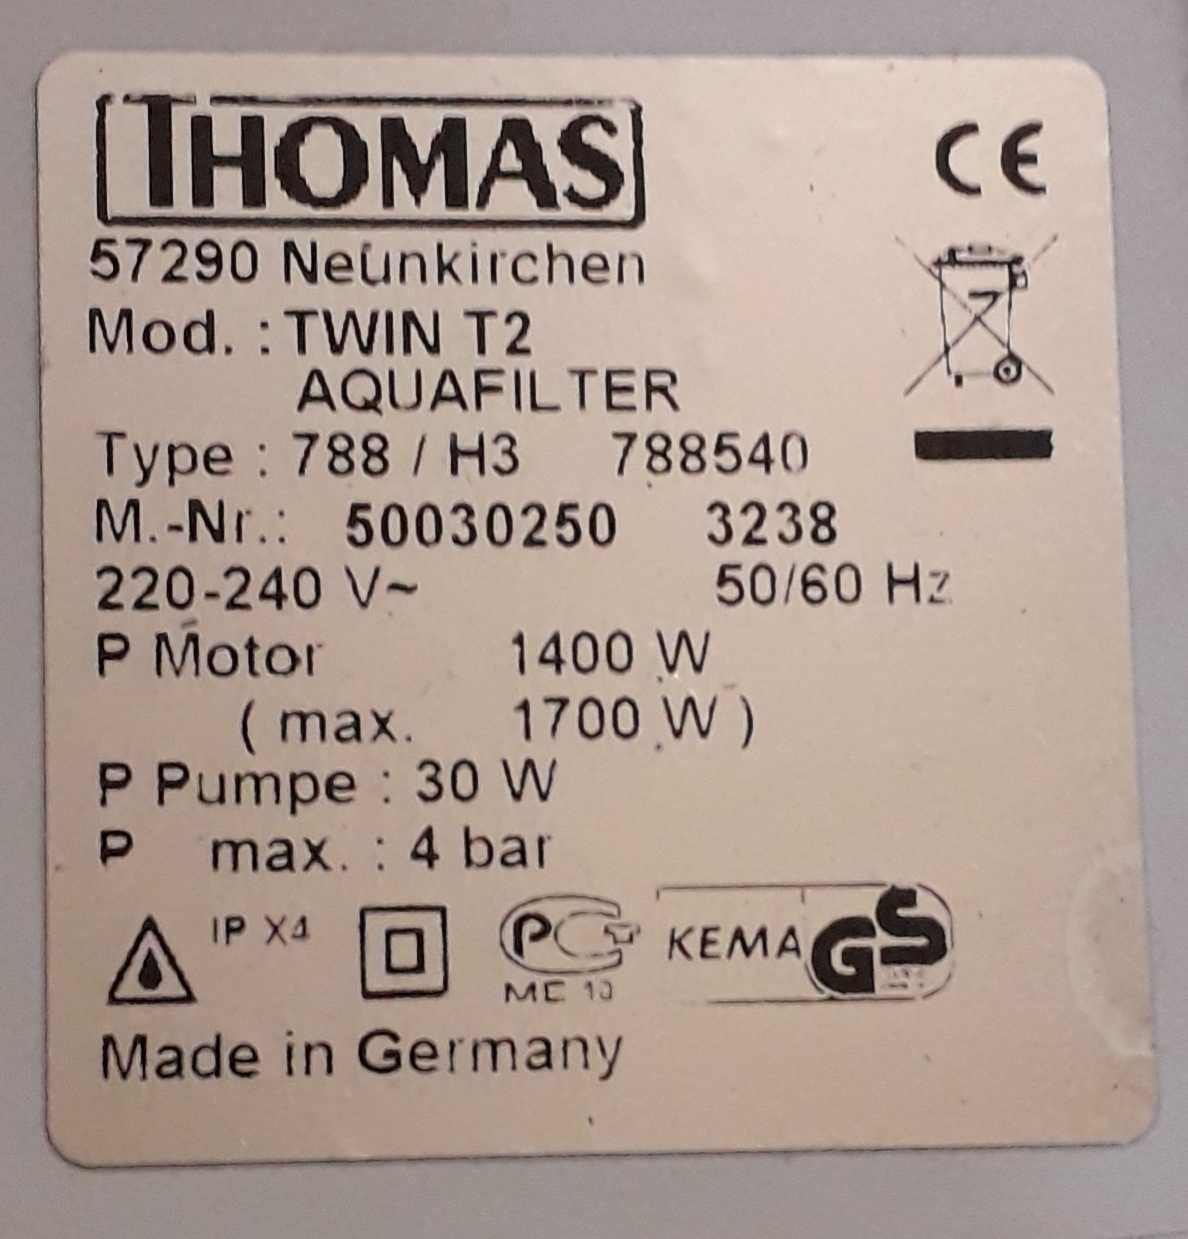 THOMAS
CE
57290 Neunkirchen
Mod. : TWIN T2
AQUAFILTER
Type : 788 / H3 788540
M.-Nr.: 50030250 3238
220-240 V~ 50/60 Hz
P Motor 1400 W
( max. 1700 W )
P Pumpe : 30 W
P max. : 4 bar
IP X4
PC
KEMA
GS
ME 10
Made in Germany